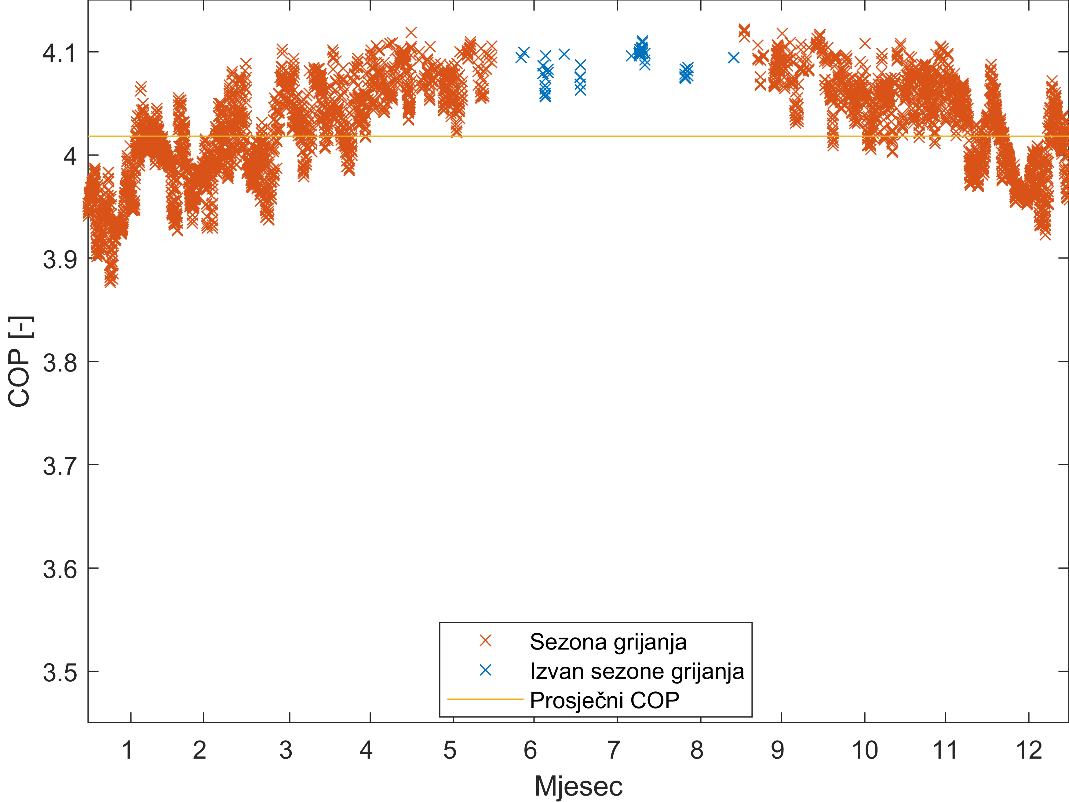 4.1
4
3.9
3.8
3.7
3.6
3.5
COP [-]
Sezona grijanja
Izvan sezone grijanja
Prosječni COP
1 2 3 4 5 6 7 8 9 10 11 12
Mjesec